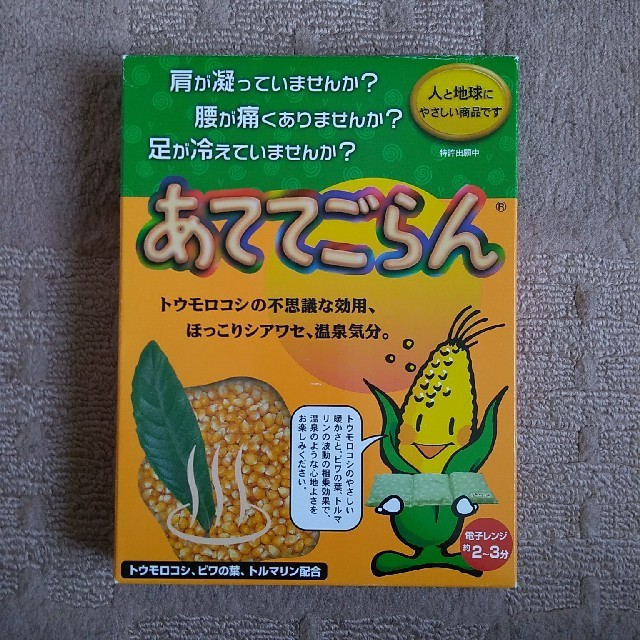 肩が凝っていませんか?
腰が痛くありませんか?
足が冷えていませんか?
人と地球に
やさしい商品です
特許出願中
あててごらん®
トウモロコシの不思議な効用、
ほっこりシアワセ、温泉気分。
トウモロコシのやさしい
暖かさと、ビワの葉、トルマ
リンの波動の相乗効果で、
温泉のような心地よさを
お楽しみください。
電子レンジ
約2~3分
トウモロコシ、ビワの葉、トルマリン配合